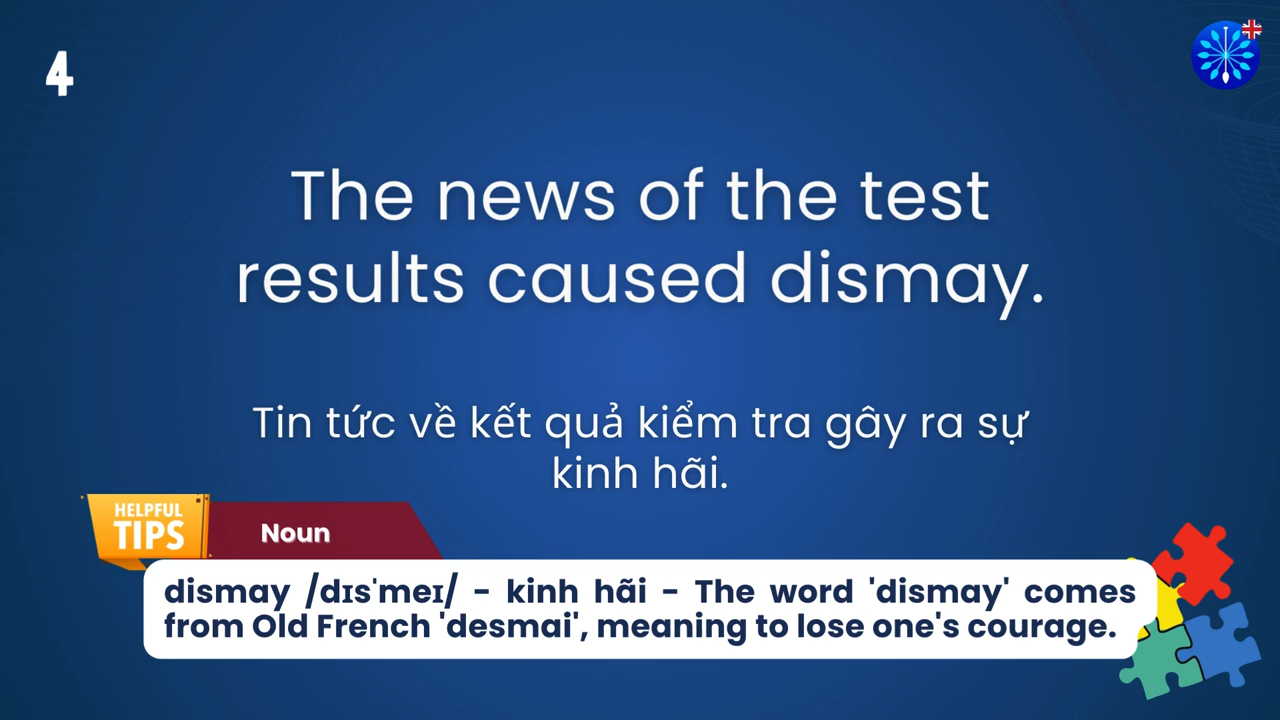 4
The news of the test
results caused dismay.
Tin tức về kết quả kiểm tra gây ra sự
kinh hãi.
HELPFUL
TIPS
Noun
dismay /dɪsˈmeɪ/ - kinh hãi - The word 'dismay' comes
from Old French 'desmai', meaning to lose one's courage.